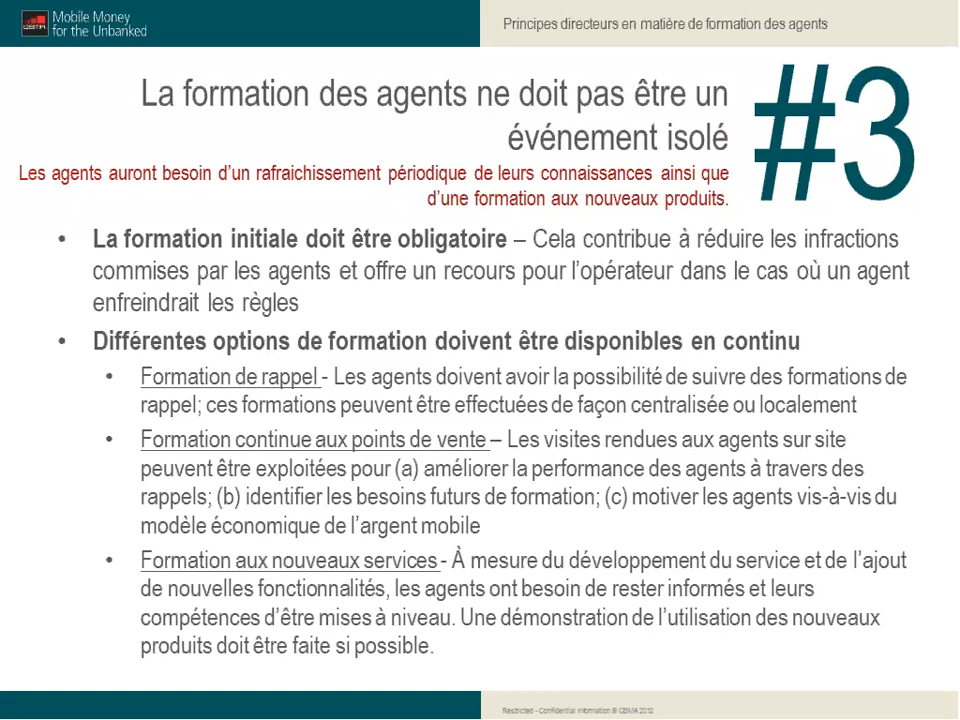 GSMA
Mobile Money
for the Unbanked
Principes directeurs en matière de formation des agents
La formation des agents ne doit pas être un
événement isolé
#3
Les agents auront besoin d’un rafraichissement périodique de leurs connaissances ainsi que
d’une formation aux nouveaux produits.
• La formation initiale doit être obligatoire – Cela contribue à réduire les infractions
commises par les agents et offre un recours pour l’opérateur dans le cas où un agent
enfreindrait les règles
• Différentes options de formation doivent être disponibles en continu
• Formation de rappel - Les agents doivent avoir la possibilité de suivre des formations de
rappel; ces formations peuvent être effectuées de façon centralisée ou localement
• Formation continue aux points de vente – Les visites rendues aux agents sur site
peuvent être exploitées pour (a) améliorer la performance des agents à travers des
rappels; (b) identifier les besoins futurs de formation; (c) motiver les agents vis-à-vis du
modèle économique de l’argent mobile
• Formation aux nouveaux services - À mesure du développement du service et de l’ajout
de nouvelles fonctionnalités, les agents ont besoin de rester informés et leurs
compétences d’être mises à niveau. Une démonstration de l’utilisation des nouveaux
produits doit être faite si possible.
Restricted - Confidential Information © GSMA 2012